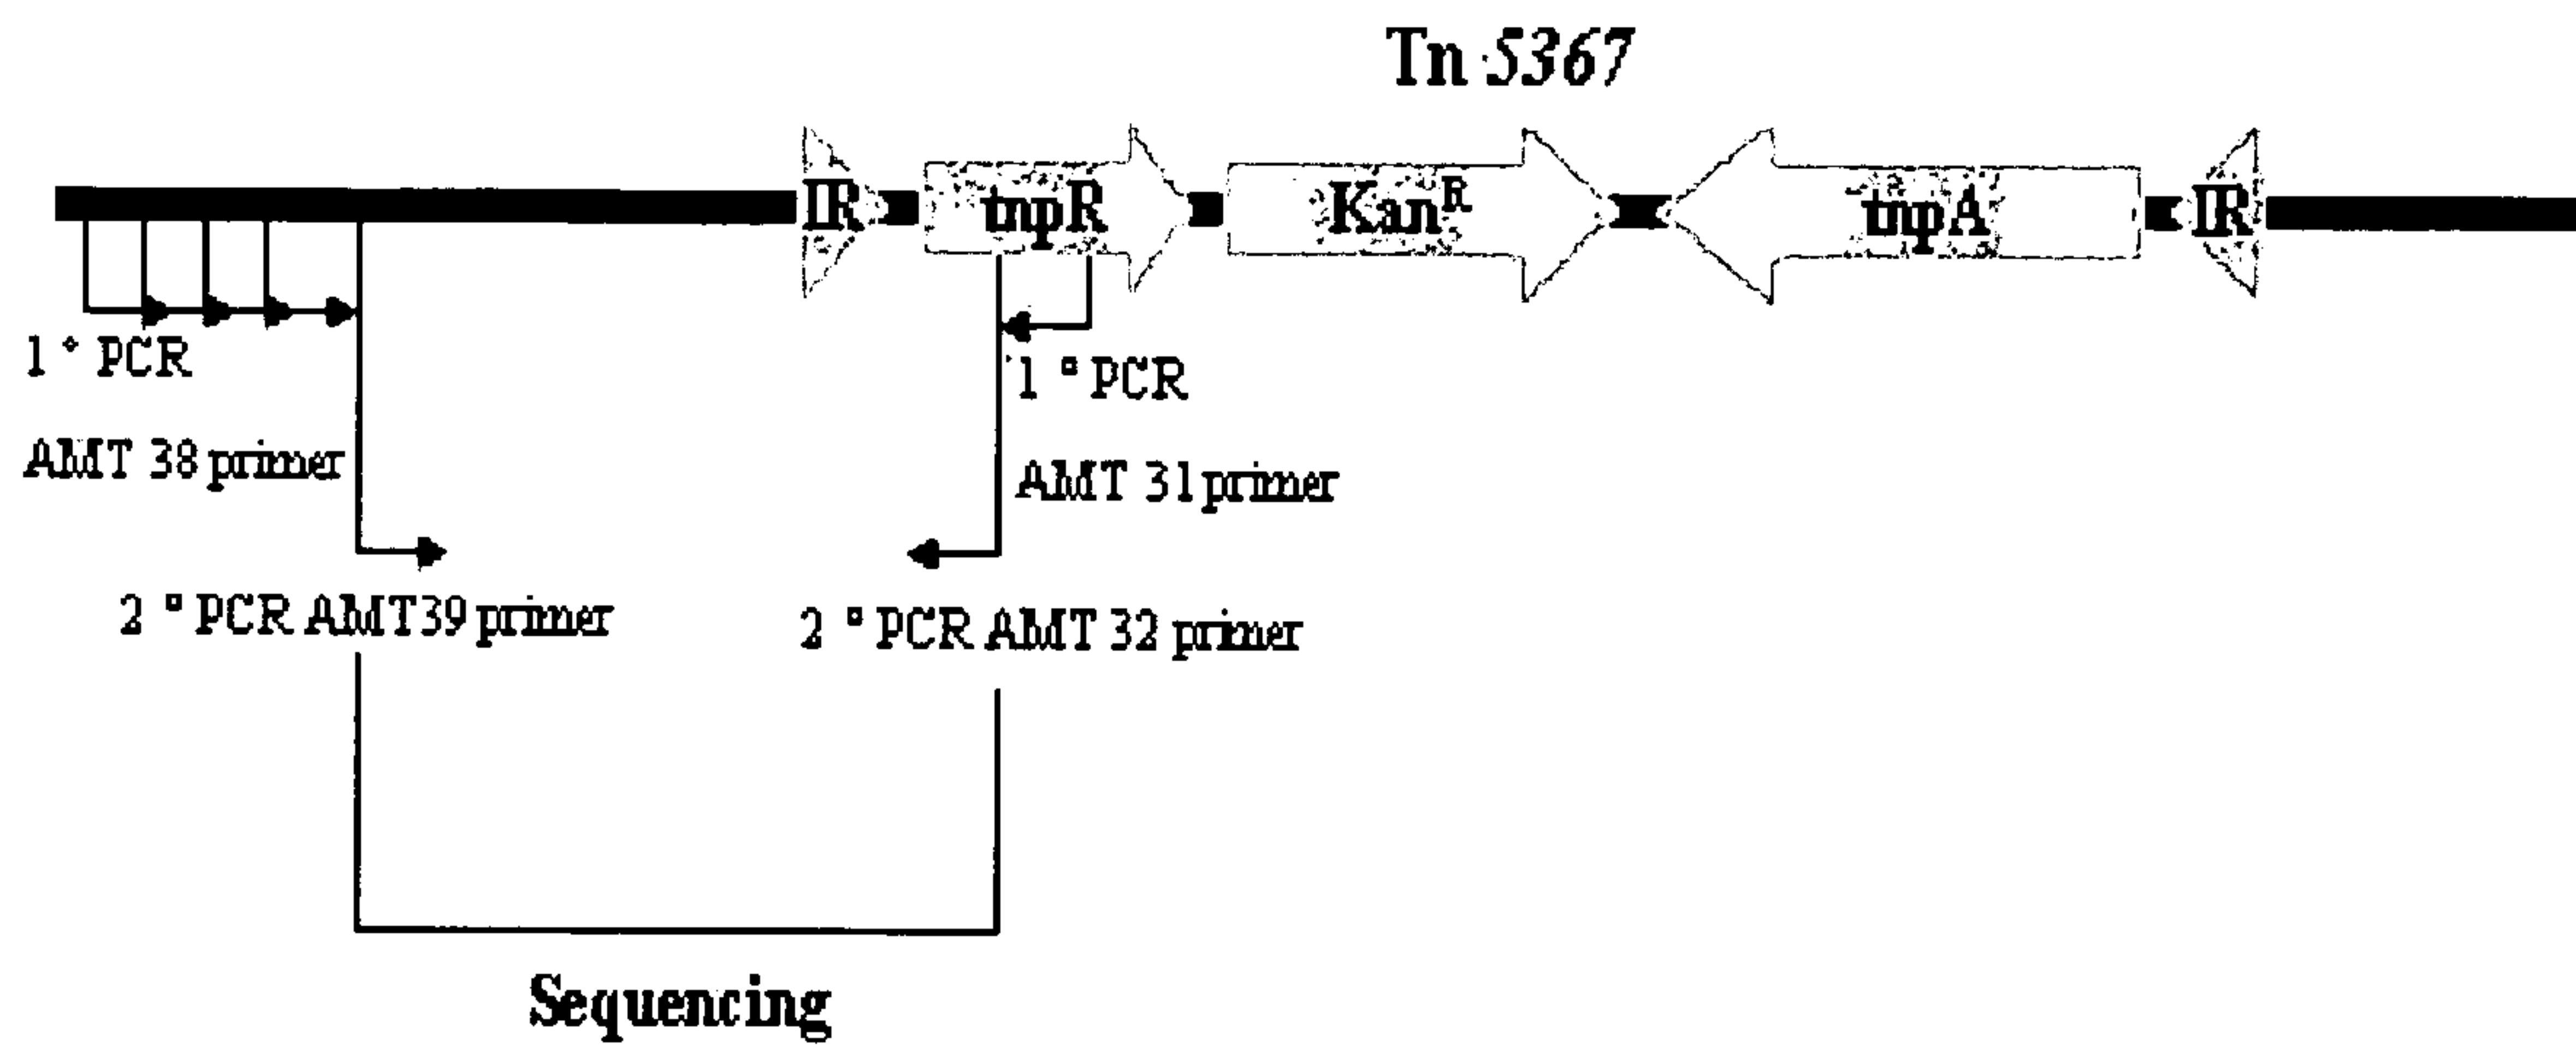 Tn 5367
IR tnpR Kan^R tnpA IR
1 ° PCR
1 ° PCR
AMT 38 primer
AMT 31 primer
2 ° PCR AMT39 primer
2 ° PCR AMT 32 primer
Sequencing